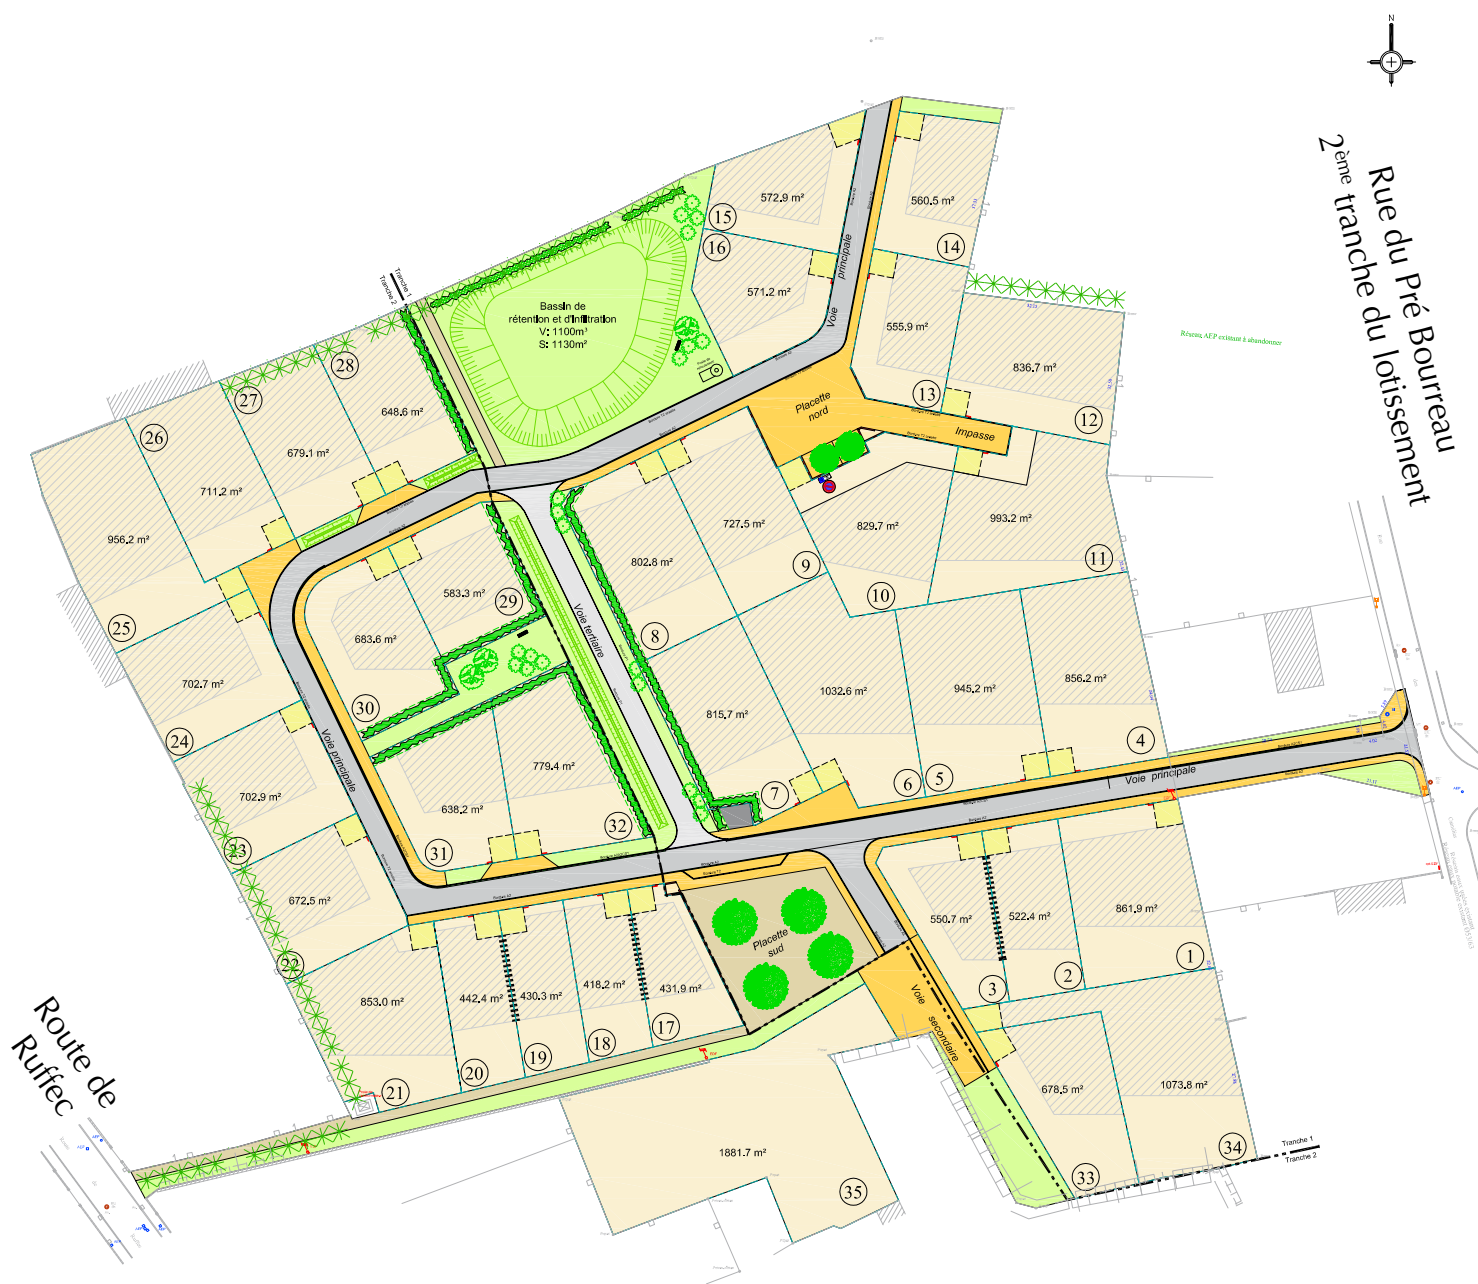 N
Rue du Pré Bourreau
2ème tranche du lotissement
Réseau AEP existant à abandonner
Tranche 1
Tranche 2
Bassin de
rétention et d'infiltration
V: 1100m³
S: 1130m²
572.9 m²
15
16
571.2 m²
560.5 m²
14
Voie principale
555.9 m²
13
836.7 m²
12
Placette
nord
Impasse
28
648.6 m²
27
679.1 m²
26
711.2 m²
956.2 m²
25
727.5 m²
9
802.8 m²
8
829.7 m²
10
993.2 m²
11
583.3 m²
29
683.6 m²
30
Voie tertiaire
702.7 m²
24
702.9 m²
23
Voie principale
815.7 m²
7
1032.6 m²
6
945.2 m²
5
856.2 m²
4
Voie principale
779.4 m²
32
638.2 m²
31
672.5 m²
22
853.0 m²
21
442.4 m²
20
430.3 m²
19
418.2 m²
18
431.9 m²
17
Placette
sud
550.7 m²
3
522.4 m²
2
861.9 m²
1
Voie secondaire
678.5 m²
33
1073.8 m²
34
Tranche 1
Tranche 2
1881.7 m²
35
Route de
Ruffec